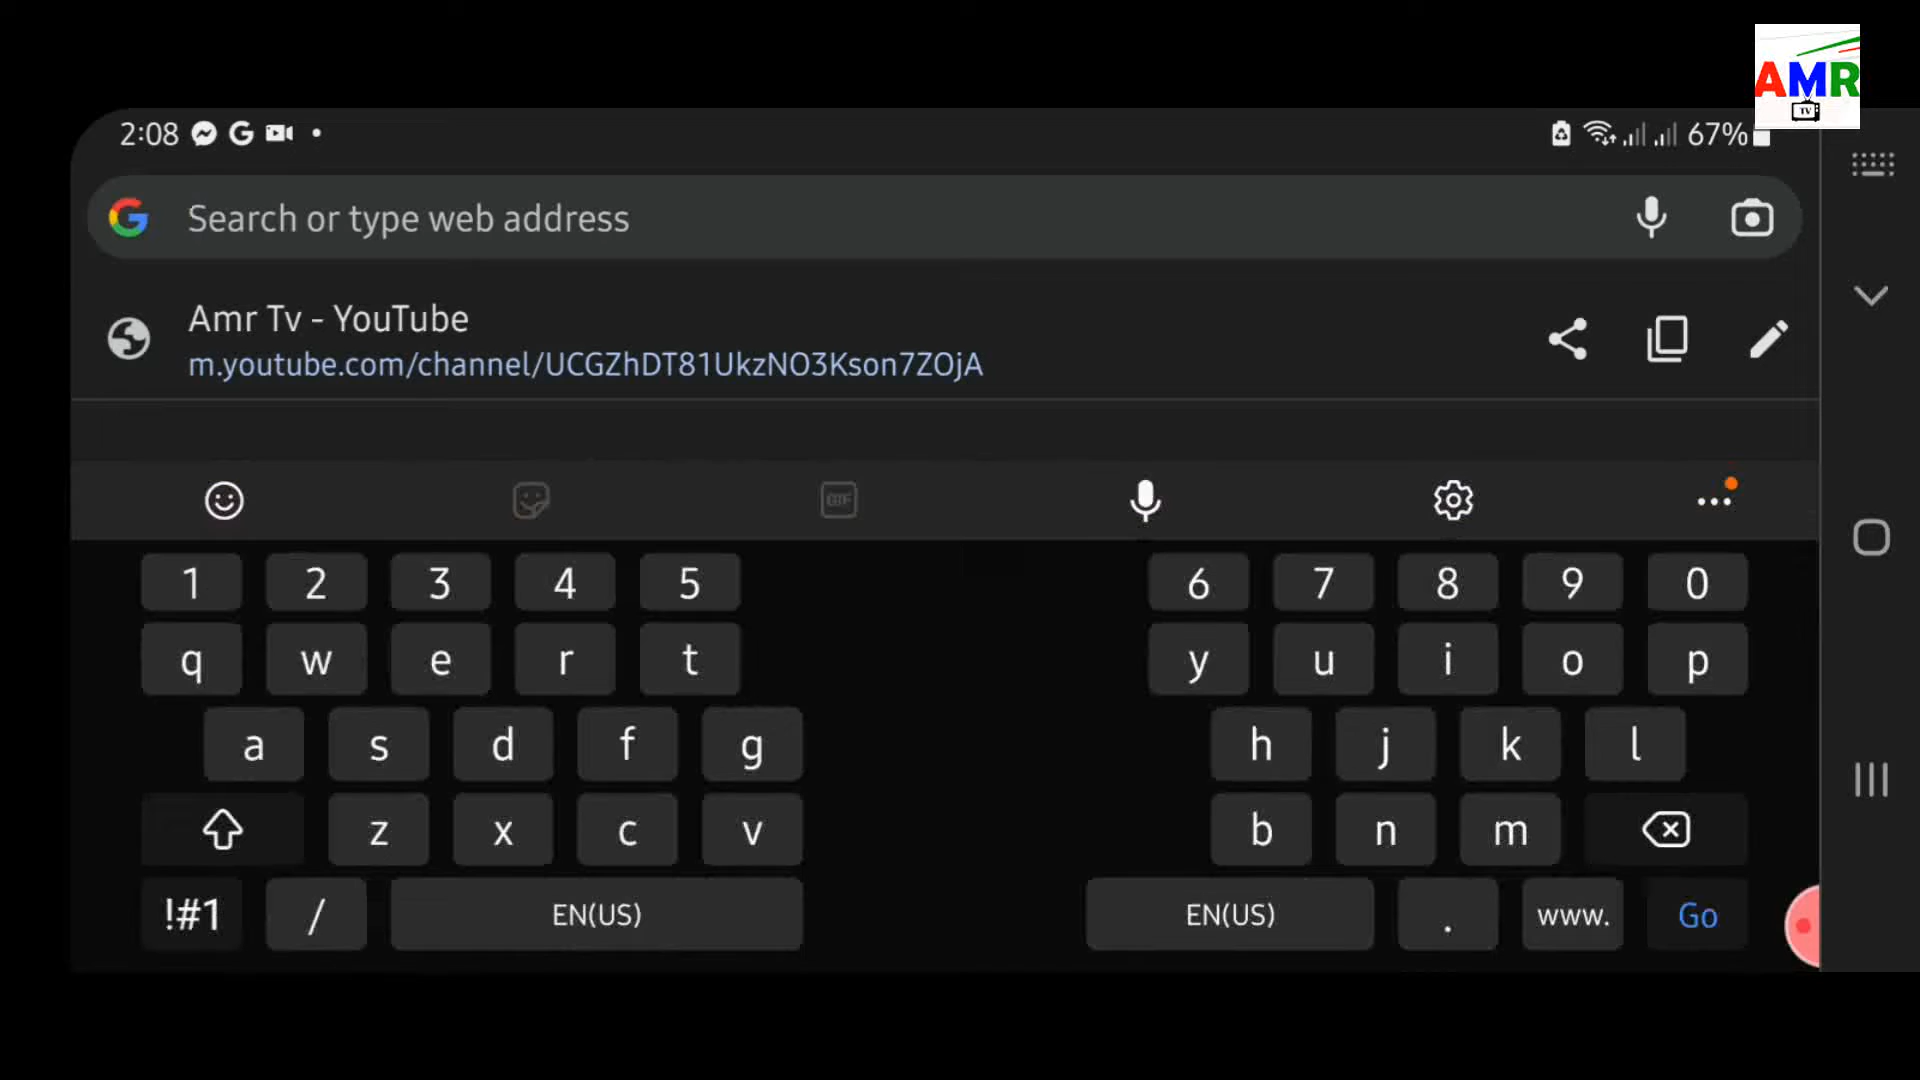 AMR
TV
2:08
67%
Search or type web address
Amr Tv - YouTube
m.youtube.com/channel/UCGZhDT81UkzNO3Kson7ZOjA
GIF
1 2 3 4 5 6 7 8 9 0
q w e r t y u i o p
a s d f g h j k l
z x c v b n m
!#1 / EN(US) EN(US) . www. Go